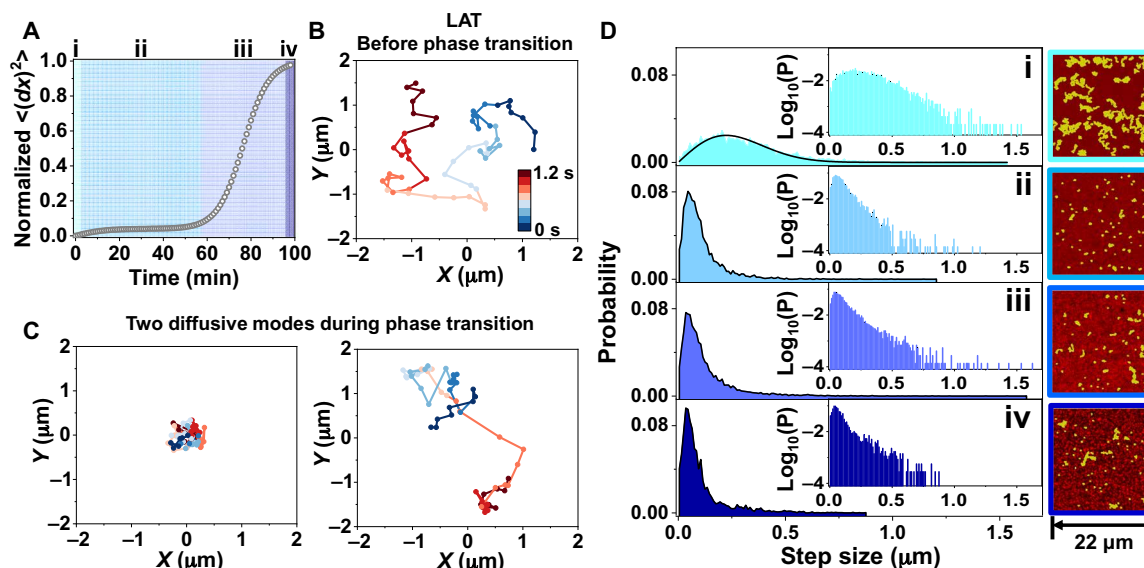 A
i
ii
iii
iv
Normalized <(dx)²>
1.0
0.8
0.6
0.4
0.2
0.0
0
20
40
60
80
100
Time (min)
B
LAT
Before phase transition
Y (μm)
2
1
0
−1
−2
−2
−1
0
1
2
X (μm)
1.2 s
0 s
C
Two diffusive modes during phase transition
Y (μm)
2
1
0
−1
−2
−2
−1
0
1
2
X (μm)
Y (μm)
2
1
0
−1
−2
−2
−1
0
1
2
X (μm)
D
Probability
0.08
0.00
Log₁₀(P)
−2
−4
0.0
0.5
1.0
1.5
i
0.08
0.00
Log₁₀(P)
−2
−4
0.0
0.5
1.0
1.5
ii
0.08
0.00
Log₁₀(P)
−2
−4
0.0
0.5
1.0
1.5
iii
0.08
0.00
Log₁₀(P)
−2
−4
0.0
0.5
1.0
1.5
iv
0.0
0.5
1.0
1.5
Step size (μm)
22 μm